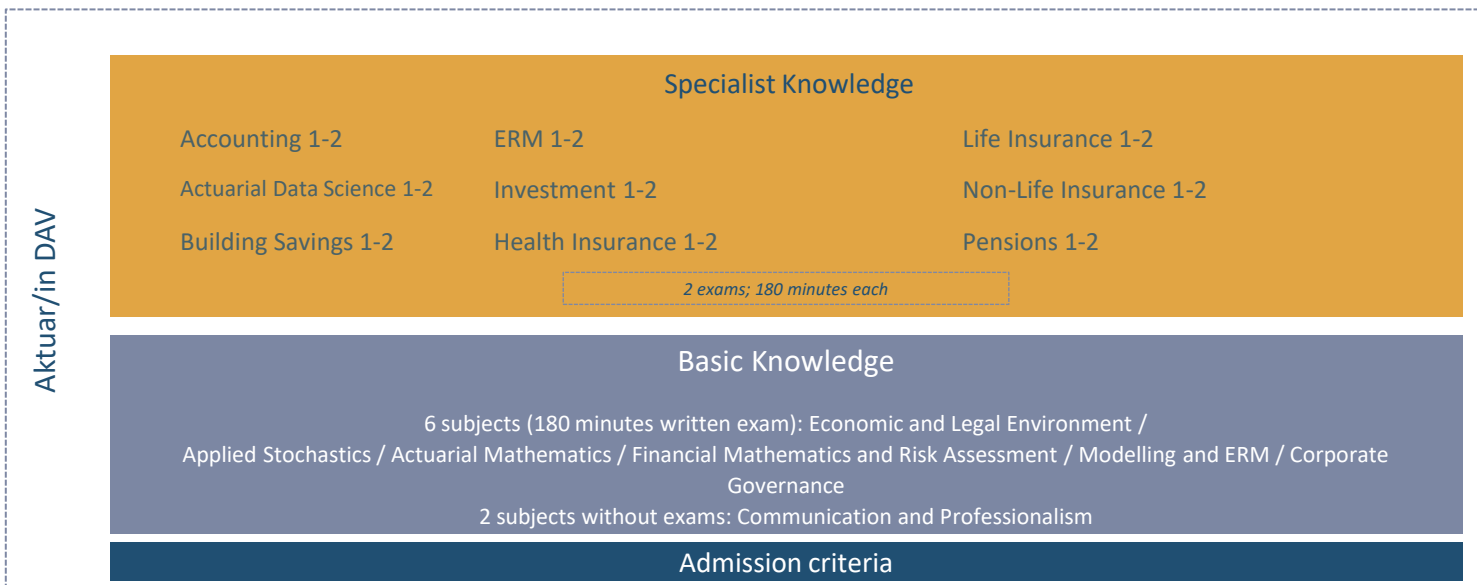 Aktuar/in DAV
Specialist Knowledge
Accounting 1-2
ERM 1-2
Life Insurance 1-2
Actuarial Data Science 1-2
Investment 1-2
Non-Life Insurance 1-2
Building Savings 1-2
Health Insurance 1-2
Pensions 1-2
2 exams; 180 minutes each
Basic Knowledge
6 subjects (180 minutes written exam): Economic and Legal Environment /
Applied Stochastics / Actuarial Mathematics / Financial Mathematics and Risk Assessment / Modelling and ERM / Corporate
Governance
2 subjects without exams: Communication and Professionalism
Admission criteria